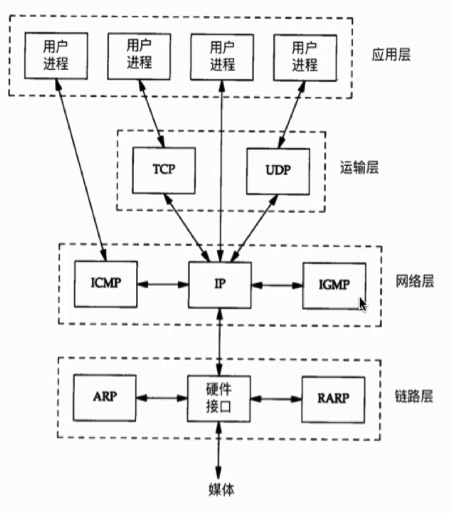 用户
进程
用户
进程
用户
进程
用户
进程
应用层
TCP
UDP
运输层
ICMP
IP
IGMP
网络层
ARP
硬件
接口
RARP
链路层
媒体